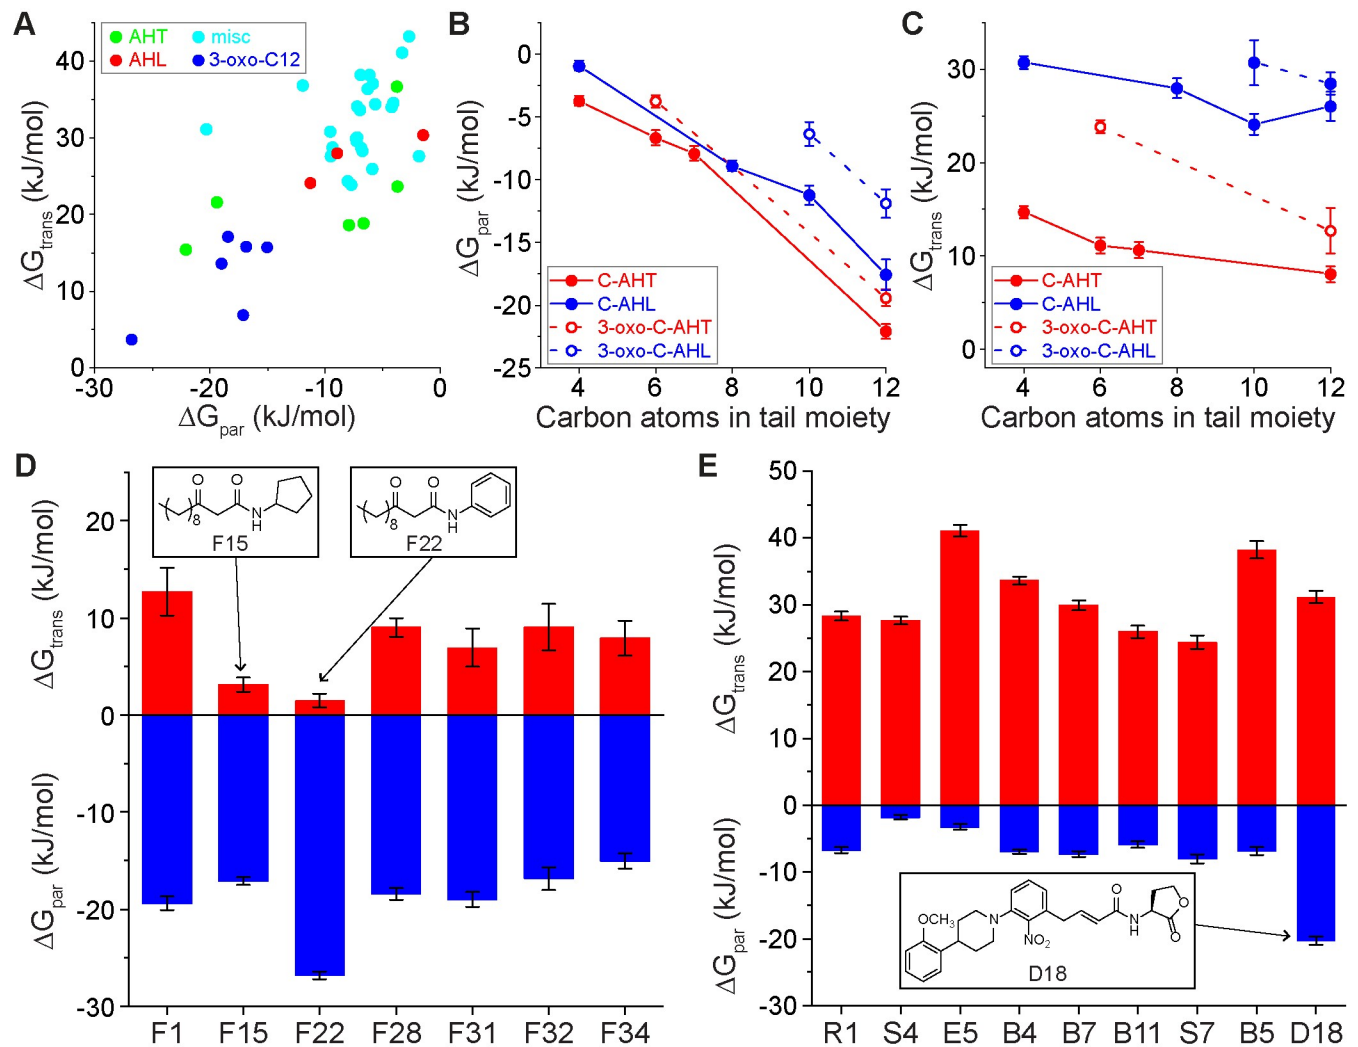 A
ΔGtrans (kJ/mol)
40
30
20
10
0
AHT
misc
AHL
3-oxo-C12
-30
-20
-10
0
ΔGpar (kJ/mol)
B
ΔGpar (kJ/mol)
0
-5
-10
-15
-20
-25
C-AHT
C-AHL
3-oxo-C-AHT
3-oxo-C-AHL
4
6
8
10
12
Carbon atoms in tail moiety
C
ΔGtrans (kJ/mol)
30
20
10
0
C-AHT
C-AHL
3-oxo-C-AHT
3-oxo-C-AHL
4
6
8
10
12
Carbon atoms in tail moiety
D
ΔGtrans (kJ/mol)
ΔGpar (kJ/mol)
20
10
0
-10
-20
-30
O
O
8
N
H
F15
O
O
8
N
H
F22
F1
F15
F22
F28
F31
F32
F34
E
ΔGtrans (kJ/mol)
ΔGpar (kJ/mol)
50
40
30
20
10
0
-10
-20
-30
OCH3
N
NO2
O
N
H
O
O
D18
R1
S4
E5
B4
B7
B11
S7
B5
D18